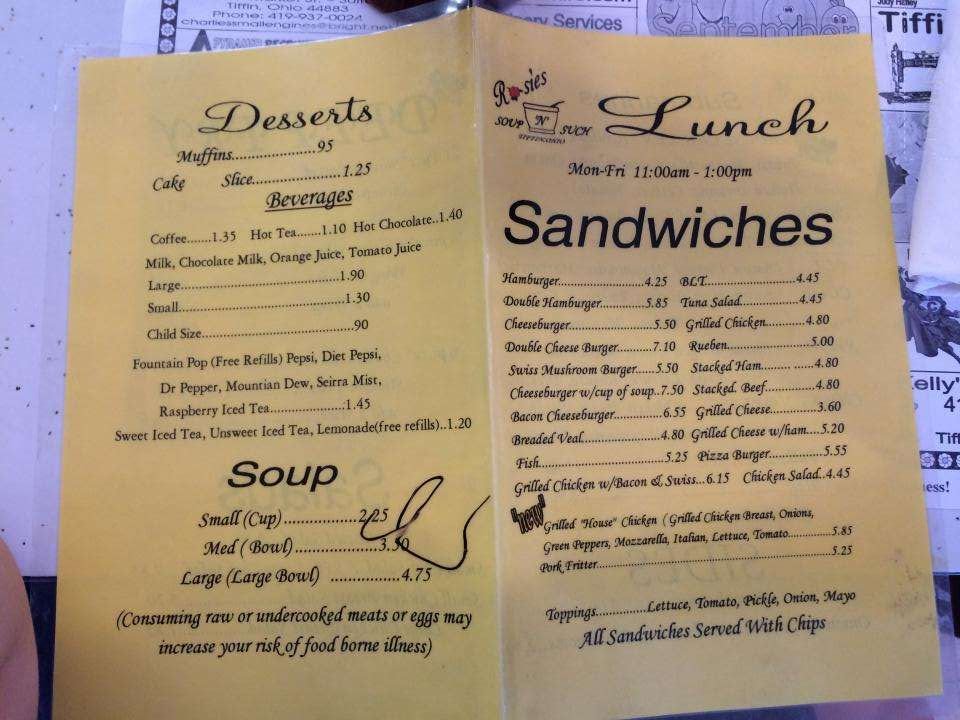 Tiffin, Ohio 44883
Phone: 419-937-0024
ery Services
September
Tiffi
Desserts
Muffins.....................95
Cake Slice......................1.25
Beverages
Coffee.......1.35 Hot Tea.......1.10 Hot Chocolate..1.40
Milk, Chocolate Milk, Orange Juice, Tomato Juice
Large........................................1.90
Small.........................................1.30
Child Size......................................90
Fountain Pop (Free Refills) Pepsi, Diet Pepsi,
Dr Pepper, Mountian Dew, Seirra Mist,
Raspberry Iced Tea.........................1.45
Sweet Iced Tea, Unsweet Iced Tea, Lemonade(free refills)..1.20
Soup
Small (Cup)..................2.25
Med ( Bowl)....................3.50
Large (Large Bowl) .................4.75
(Consuming raw or undercooked meats or eggs may
increase your risk of food borne illness)
Rosies
SOUP N' SUCH
Lunch
Mon-Fri 11:00am - 1:00pm
Sandwiches
Hamburger.........................4.25 BLT...........................4.45
Double Hamburger............5.85 Tuna Salad.................4.45
Cheeseburger.......................5.50 Grilled Chicken............4.80
Double Cheese Burger..........7.10 Rueben......................5.00
Swiss Mushroom Burger.....5.50 Stacked Ham......... ......4.80
Cheeseburger w/cup of soup..7.50 Stacked. Beef..............4.80
Bacon Cheeseburger............6.55 Grilled Cheese.............3.60
Breaded Veal......................4.80 Grilled Cheese w/ham....5.20
Fish...................................5.25 Pizza Burger..............5.55
Grilled Chicken w/Bacon & Swiss...6.15 Chicken Salad..4.45
"new"
Grilled "House" Chicken ( Grilled Chicken Breast, Onions,
Green Peppers, Mozzarella, Italian, Lettuce, Tomato............5.85
Pork Fritter...............................................................5.25
Toppings.............Lettuce, Tomato, Pickle, Onion, Mayo
All Sandwiches Served With Chips